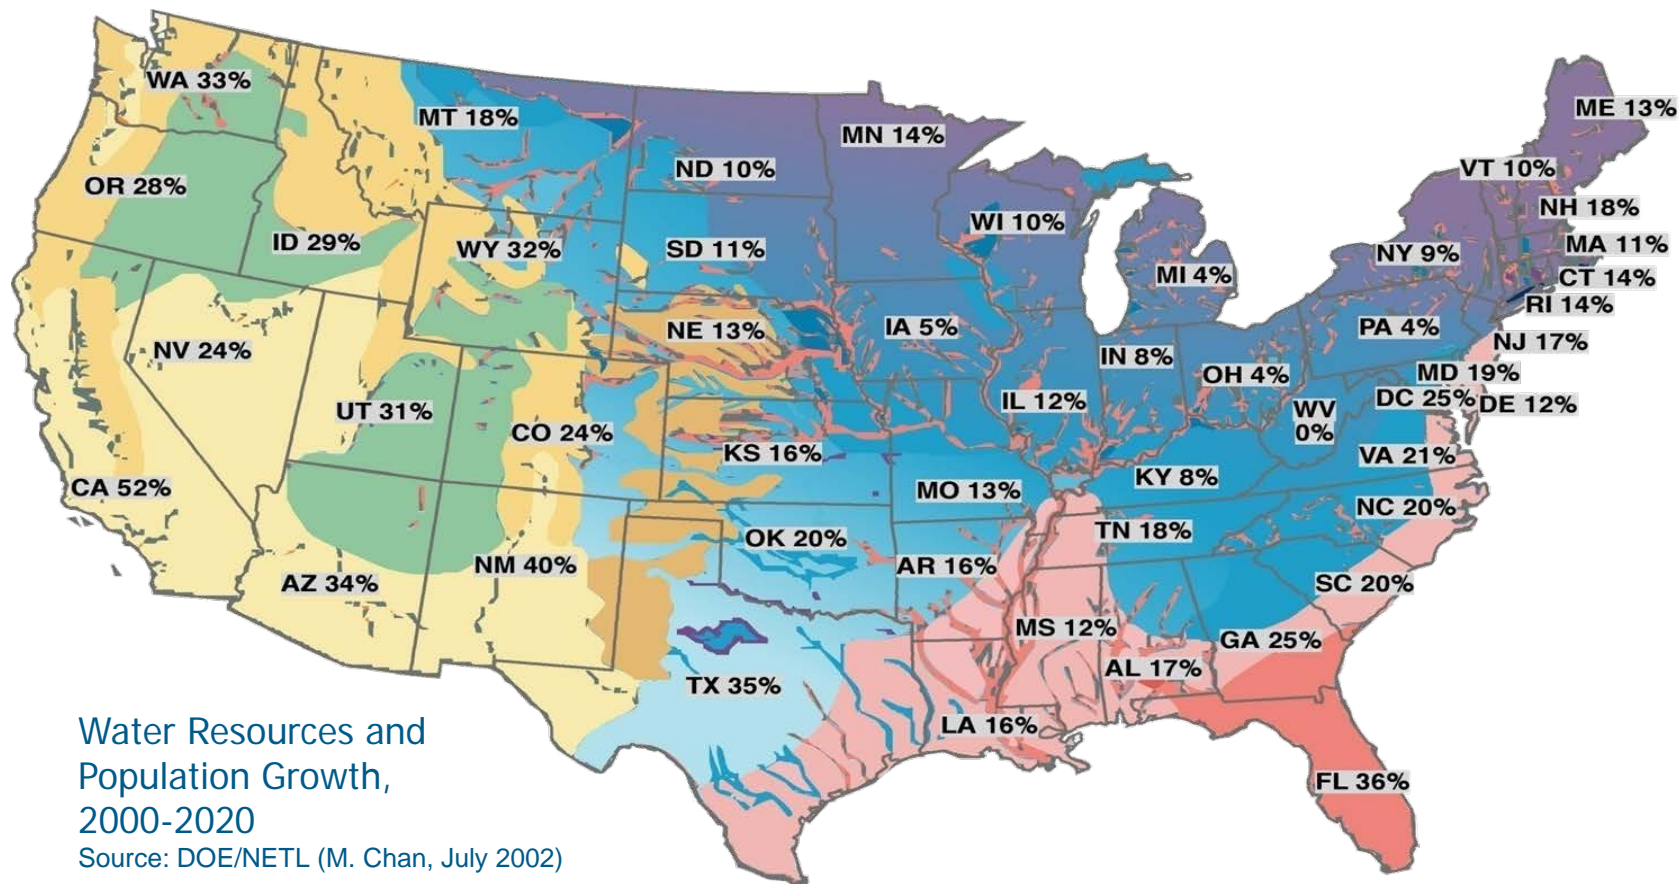 WA 33%
MT 18%
ME 13%
MN 14%
VT 10%
ND 10%
OR 28%
NH 18%
WI 10%
ID 29%
WY 32%
SD 11%
MA 11%
NY 9%
MI 4%
CT 14%
RI 14%
NE 13%
IA 5%
PA 4%
NJ 17%
NV 24%
IN 8%
OH 4%
MD 19%
UT 31%
IL 12%
DC 25%
DE 12%
WV
0%
CO 24%
KS 16%
VA 21%
CA 52%
MO 13%
KY 8%
NC 20%
TN 18%
OK 20%
AZ 34%
NM 40%
AR 16%
SC 20%
MS 12%
GA 25%
AL 17%
TX 35%
LA 16%
FL 36%
Water Resources and
Population Growth,
2000-2020
Source: DOE/NETL (M. Chan, July 2002)